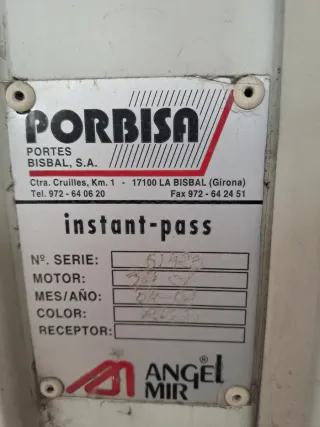 PORBISA
PORTES
BISBAL, S.A.
Ctra. Cruilles, Km. 1 - 17100 LA BISBAL (Girona)
Tel. 972 - 64 06 20 Fax 972 - 64 24 51
instant-pass
Nº. SERIE:
MOTOR:
MES/AÑO:
COLOR:
RECEPTOR:
ANGEL ®
MIR